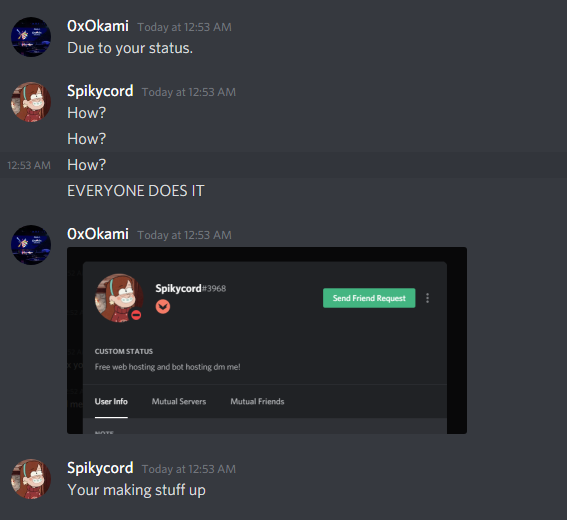 0xOkami Today at 12:53 AM
Due to your status.
Spikycord Today at 12:53 AM
How?
How?
12:53 AM How?
EVERYONE DOES IT
0xOkami Today at 12:53 AM
Spikycord#3968
Send Friend Request
CUSTOM STATUS
Free web hosting and bot hosting dm me!
User Info Mutual Servers Mutual Friends
NOTE
Spikycord Today at 12:53 AM
Your making stuff up